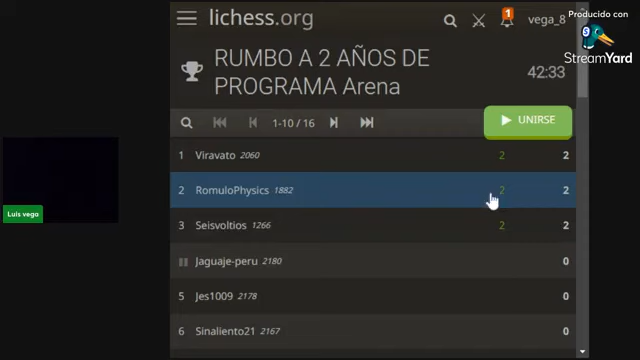 lichess.org
1
vega_8
Producido con
StreamYard
RUMBO A 2 AÑOS DE
PROGRAMA Arena
42:33
1-10 / 16
UNIRSE
1 Viravato 2060 2 2
2 RomuloPhysics 1882 2 2
3 Seisvoltios 1266 2 2
Jaguaje-peru 2180 0
5 Jes1009 2178 0
6 Sinaliento21 2167 0
Luis vega